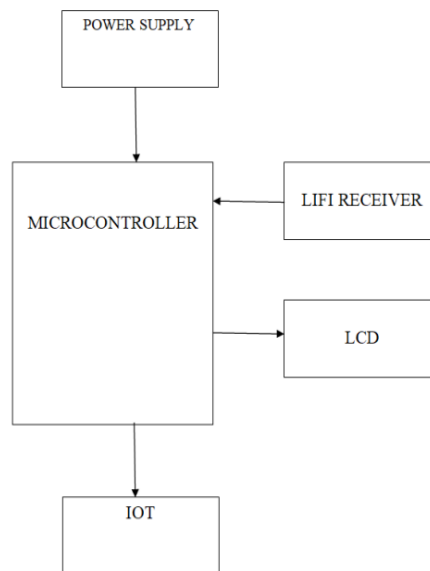 POWER SUPPLY
MICROCONTROLLER
LIFI RECEIVER
LCD
IOT